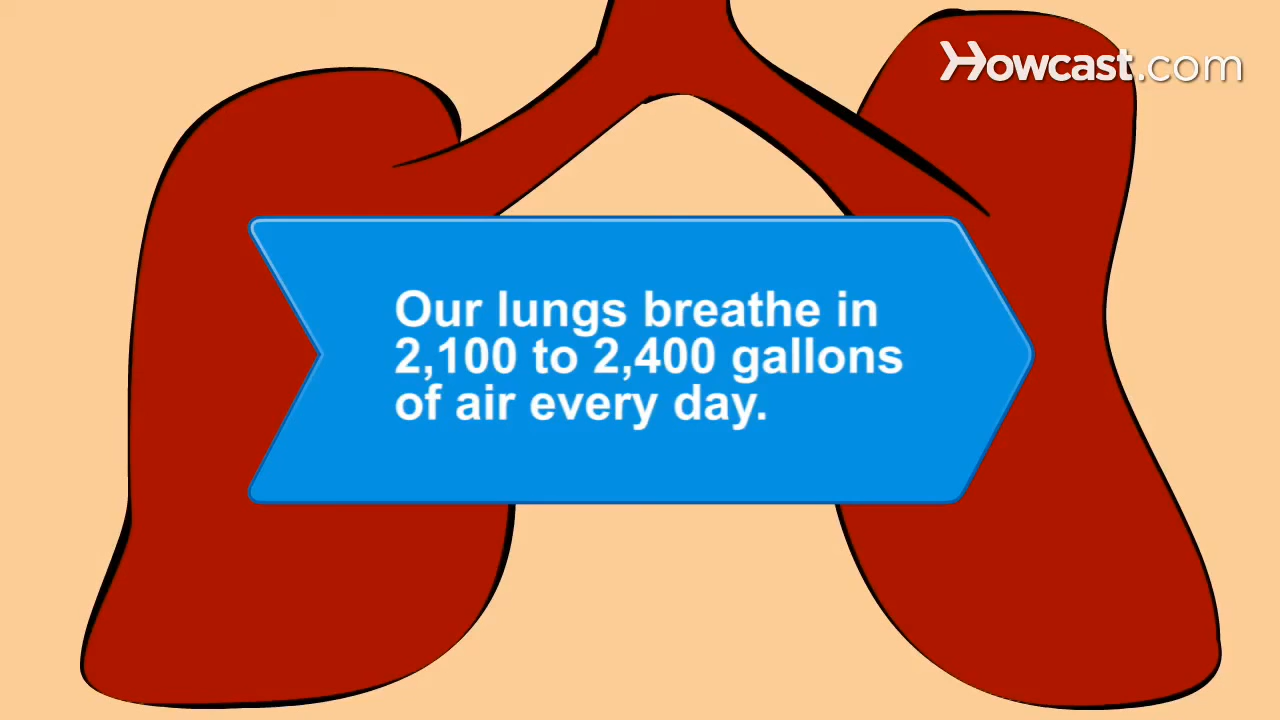 Howcast.com
Our lungs breathe in
2,100 to 2,400 gallons
of air every day.